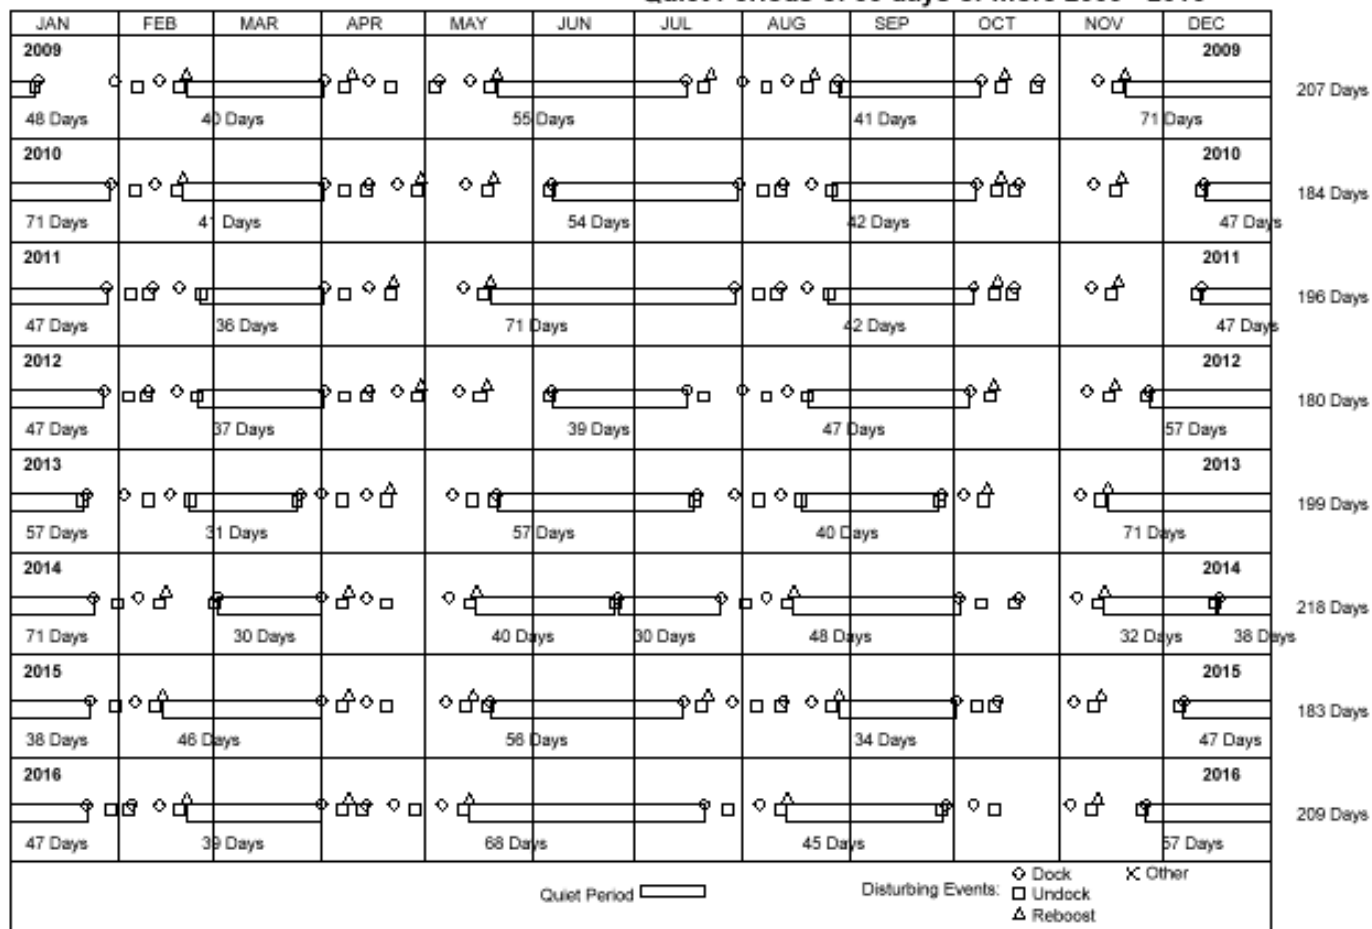 JAN FEB MAR APR MAY JUN JUL AUG SEP OCT NOV DEC
2009 2009
207 Days
48 Days 40 Days 55 Days 41 Days 71 Days
2010 2010
184 Days
71 Days 41 Days 54 Days 42 Days 47 Days
2011 2011
196 Days
47 Days 36 Days 71 Days 42 Days 47 Days
2012 2012
180 Days
47 Days 37 Days 39 Days 47 Days 57 Days
2013 2013
199 Days
57 Days 31 Days 57 Days 40 Days 71 Days
2014 2014
218 Days
71 Days 30 Days 40 Days 30 Days 48 Days 32 Days 38 Days
2015 2015
183 Days
38 Days 46 Days 56 Days 34 Days 47 Days
2016 2016
209 Days
47 Days 39 Days 68 Days 45 Days 57 Days
Dock Other
Quiet Period Disturbing Events: Undock
Reboost